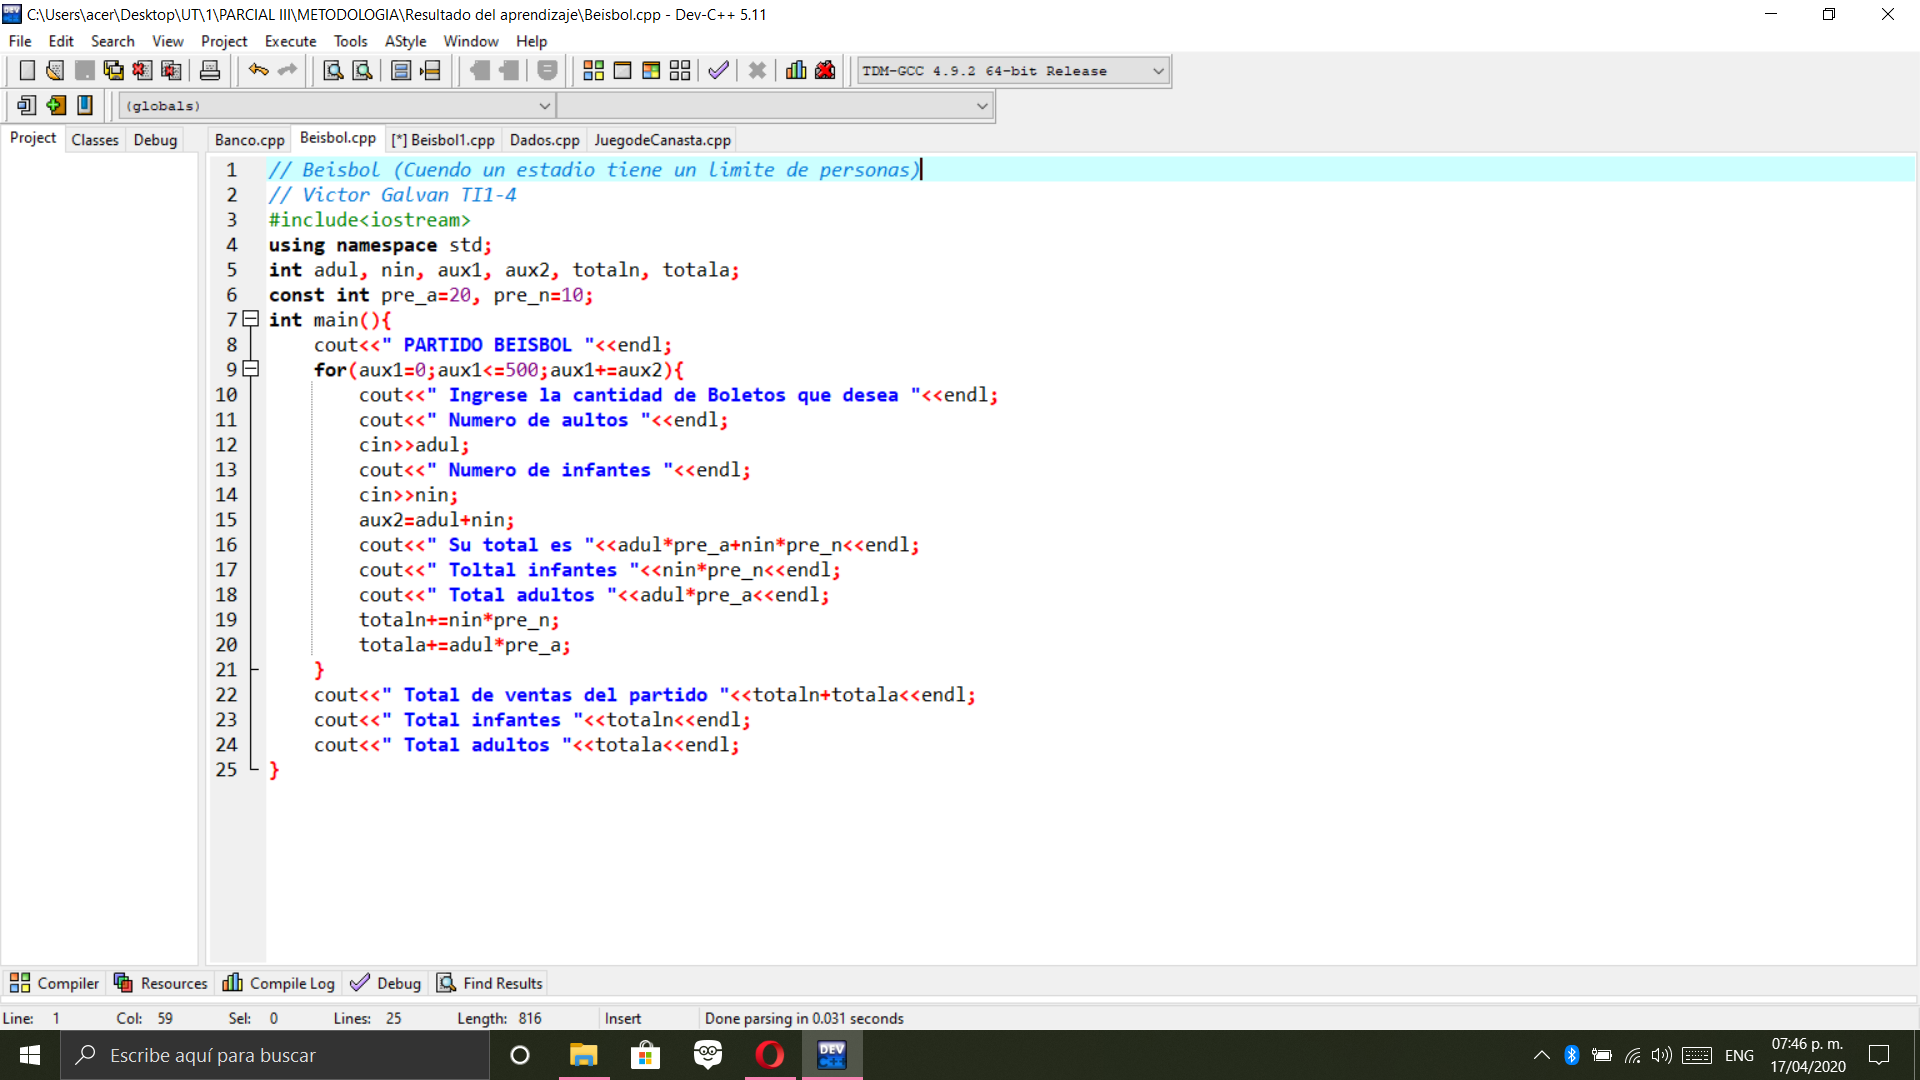 C:\Users\acer\Desktop\UT\1\PARCIAL III\METODOLOGIA\Resultado del aprendizaje\Beisbol.cpp - Dev-C++ 5.11
File Edit Search View Project Execute Tools AStyle Window Help
TDM-GCC 4.9.2 64-bit Release
(globals)
Project Classes Debug
Banco.cpp Beisbol.cpp [*] Beisbol1.cpp Dados.cpp JuegodeCanasta.cpp
1 // Beisbol (Cuendo un estadio tiene un limite de personas)
2 // Victor Galvan TI1-4
3 #include<iostream>
4 using namespace std;
5 int adul, nin, aux1, aux2, totaln, totala;
6 const int pre_a=20, pre_n=10;
7 int main(){
8 cout<<" PARTIDO BEISBOL "<<endl;
9 for(aux1=0;aux1<=500;aux1+=aux2){
10 cout<<" Ingrese la cantidad de Boletos que desea "<<endl;
11 cout<<" Numero de aultos "<<endl;
12 cin>>adul;
13 cout<<" Numero de infantes "<<endl;
14 cin>>nin;
15 aux2=adul+nin;
16 cout<<" Su total es "<<adul*pre_a+nin*pre_n<<endl;
17 cout<<" Toltal infantes "<<nin*pre_n<<endl;
18 cout<<" Total adultos "<<adul*pre_a<<endl;
19 totaln+=nin*pre_n;
20 totala+=adul*pre_a;
21 }
22 cout<<" Total de ventas del partido "<<totaln+totala<<endl;
23 cout<<" Total infantes "<<totaln<<endl;
24 cout<<" Total adultos "<<totala<<endl;
25 }
Compiler Resources Compile Log Debug Find Results
Line: 1 Col: 59 Sel: 0 Lines: 25 Length: 816 Insert Done parsing in 0.031 seconds
Escribe aquí para buscar
DEV C++
ENG
07:46 p. m.
17/04/2020